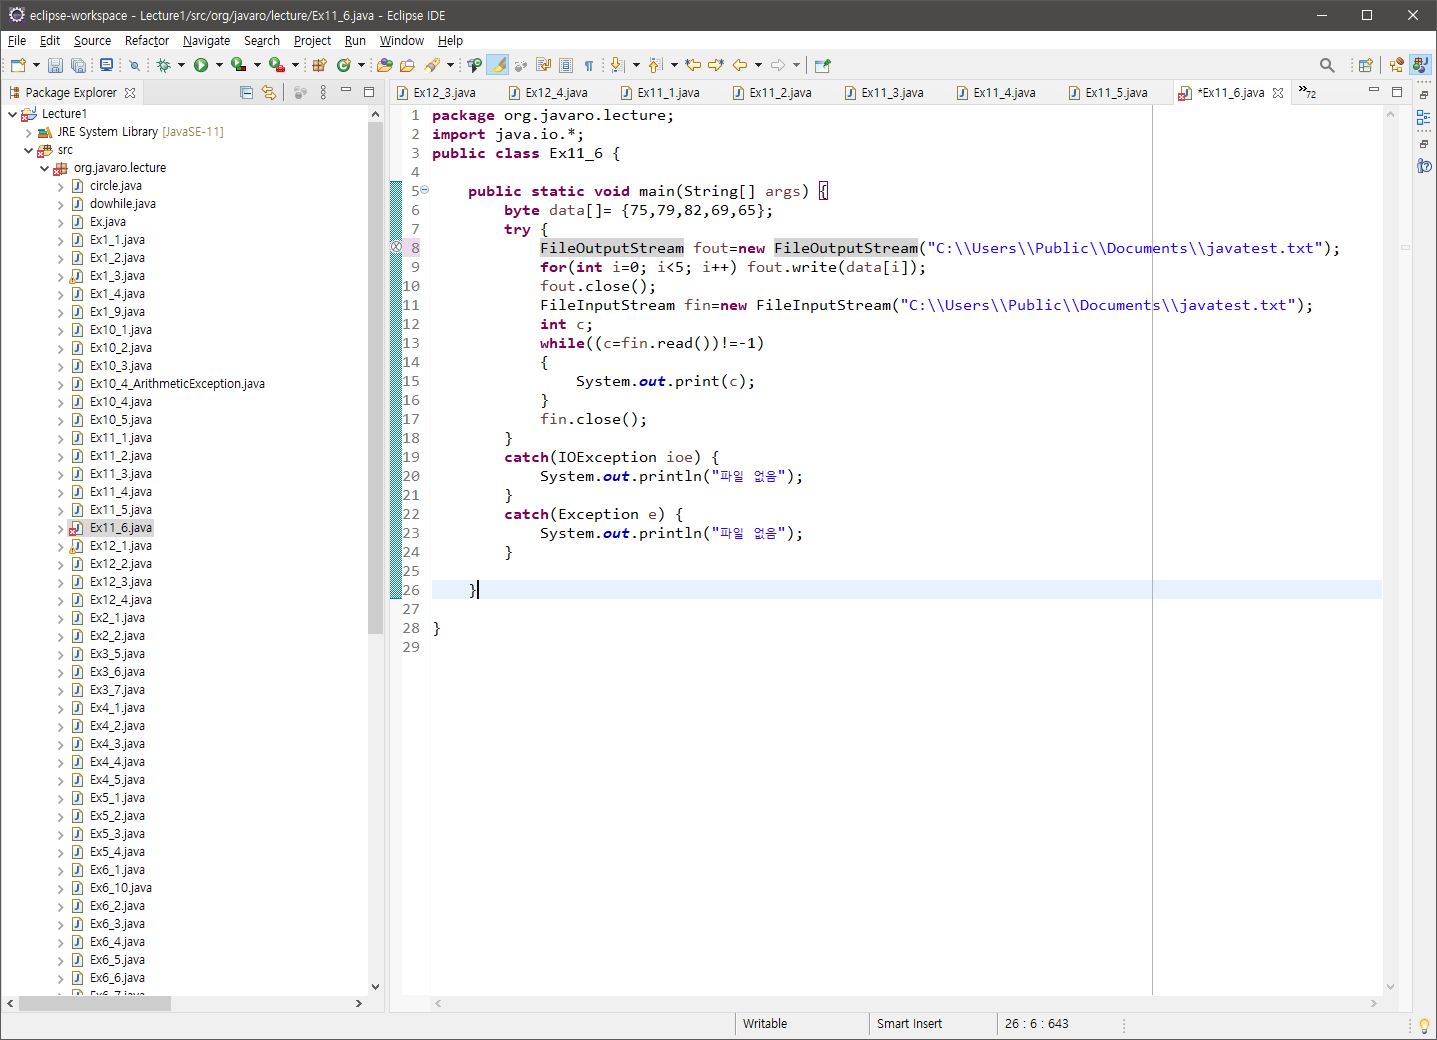 eclipse-workspace - Lecture1/src/org/javaro/lecture/Ex11_6.java - Eclipse IDE
File Edit Source Refactor Navigate Search Project Run Window Help
Package Explorer
Ex12_3.java Ex12_4.java Ex11_1.java Ex11_2.java Ex11_3.java Ex11_4.java Ex11_5.java *Ex11_6.java »72
Lecture1
JRE System Library [JavaSE-11]
src
org.javaro.lecture
circle.java
dowhile.java
Ex.java
Ex1_1.java
Ex1_2.java
Ex1_3.java
Ex1_4.java
Ex1_9.java
Ex10_1.java
Ex10_2.java
Ex10_3.java
Ex10_4_ArithmeticException.java
Ex10_4.java
Ex10_5.java
Ex11_1.java
Ex11_2.java
Ex11_3.java
Ex11_4.java
Ex11_5.java
Ex11_6.java
Ex12_1.java
Ex12_2.java
Ex12_3.java
Ex12_4.java
Ex2_1.java
Ex2_2.java
Ex3_5.java
Ex3_6.java
Ex3_7.java
Ex4_1.java
Ex4_2.java
Ex4_3.java
Ex4_4.java
Ex4_5.java
Ex5_1.java
Ex5_2.java
Ex5_3.java
Ex5_4.java
Ex6_1.java
Ex6_10.java
Ex6_2.java
Ex6_3.java
Ex6_4.java
Ex6_5.java
Ex6_6.java
Ex6_7.java
1 package org.javaro.lecture;
2 import java.io.*;
3 public class Ex11_6 {
4
5 public static void main(String[] args) {
6 byte data[]= {75,79,82,69,65};
7 try {
8 FileOutputStream fout=new FileOutputStream("C:\\Users\\Public\\Documents\\javatest.txt");
9 for(int i=0; i<5; i++) fout.write(data[i]);
10 fout.close();
11 FileInputStream fin=new FileInputStream("C:\\Users\\Public\\Documents\\javatest.txt");
12 int c;
13 while((c=fin.read())!=-1)
14 {
15 System.out.print(c);
16 }
17 fin.close();
18 }
19 catch(IOException ioe) {
20 System.out.println("파일 없음");
21 }
22 catch(Exception e) {
23 System.out.println("파일 없음");
24 }
25
26 }
27
28 }
29
Writable Smart Insert 26 : 6 : 643